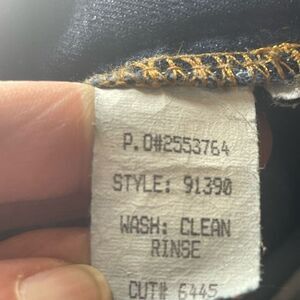 P.O#2553764
STYLE: 91390
WASH: CLEAN
RINSE
CUT# 6445